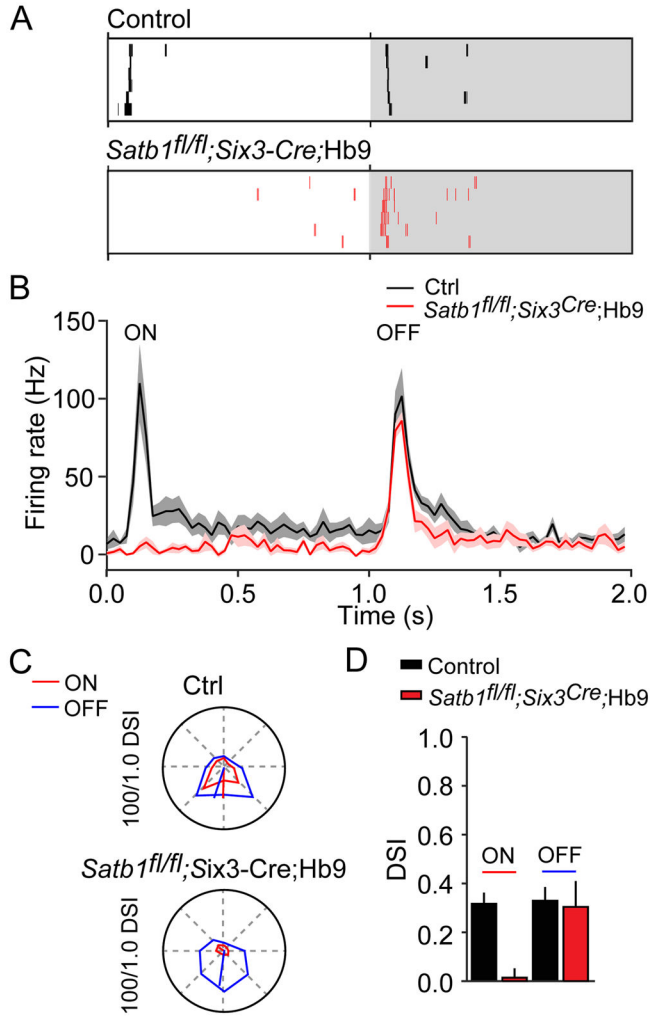 A
Control
Satb1fl/fl;Six3-Cre;Hb9
B
Ctrl
Satb1fl/fl;Six3Cre;Hb9
ON
OFF
150
100
50
0
Firing rate (Hz)
0.0
0.5
1.0
1.5
2.0
Time (s)
C
ON
OFF
Ctrl
100/1.0 DSI
Satb1fl/fl;Six3-Cre;Hb9
100/1.0 DSI
D
Control
Satb1fl/fl;Six3Cre;Hb9
1.0
0.8
0.6
0.4
0.2
0.0
DSI
ON
OFF